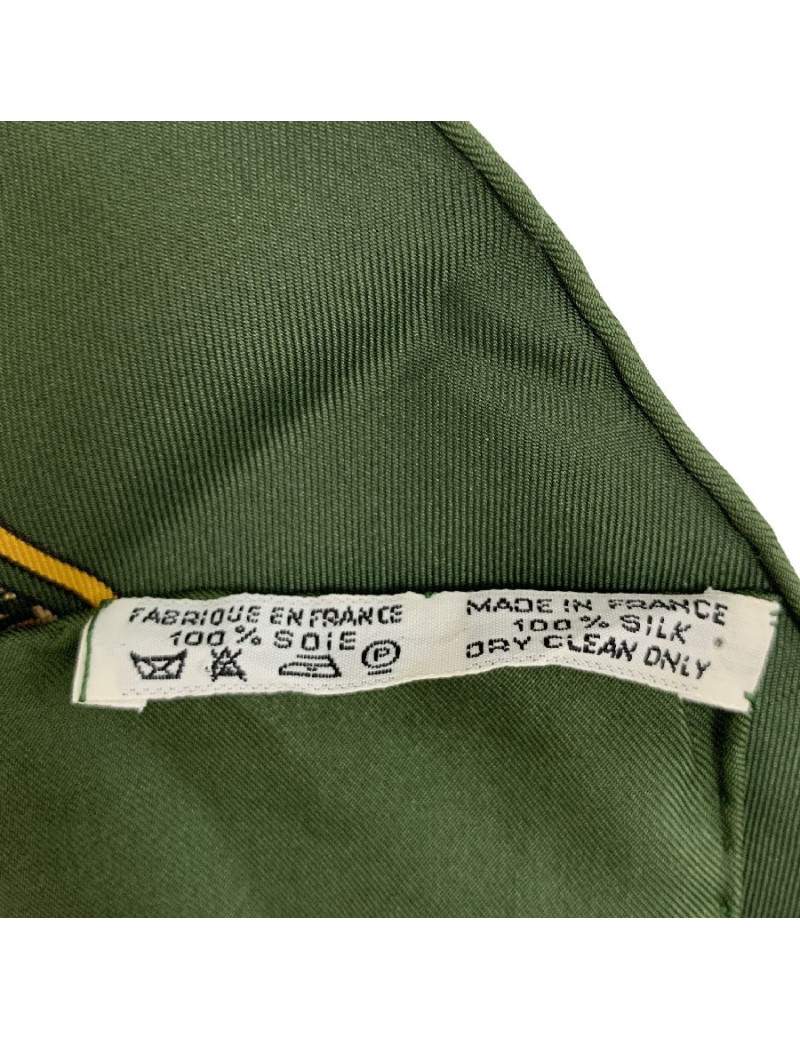 FABRIQUE EN FRANCE
100% SOIE
P
MADE IN FRANCE
100% SILK
DRY CLEAN ONLY